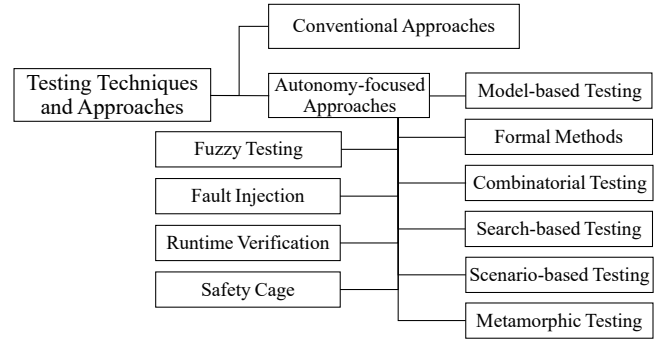 Conventional Approaches
Testing Techniques
and Approaches
Autonomy-focused
Approaches
Model-based Testing
Fuzzy Testing
Formal Methods
Fault Injection
Combinatorial Testing
Runtime Verification
Search-based Testing
Safety Cage
Scenario-based Testing
Metamorphic Testing